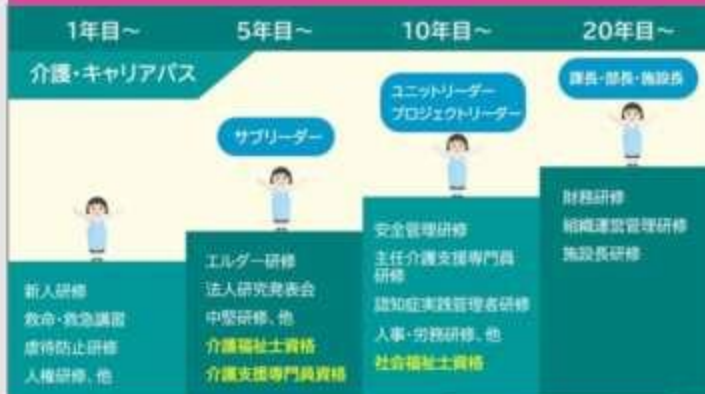 1年目～
5年目～
10年目～
20年目～
介護・キャリアパス
サブリーダー
ユニットリーダー
プロジェクトリーダー
課長・部長・施設長
新人研修
救命・救急講習
虐待防止研修
人権研修、他
エルダー研修
法人研究発表会
中堅研修、他
介護福祉士資格
介護支援専門員資格
安全管理研修
主任介護支援専門員
研修
認知症実践管理者研修
人事・労務研修、他
社会福祉士資格
財務研修
組織運営管理研修
施設長研修